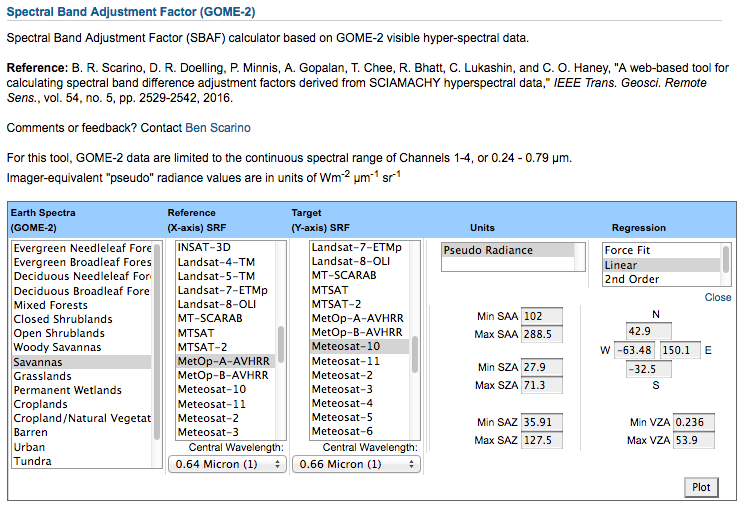 Spectral Band Adjustment Factor (GOME-2)
Spectral Band Adjustment Factor (SBAF) calculator based on GOME-2 visible hyper-spectral data.
Reference: B. R. Scarino, D. R. Doelling, P. Minnis, A. Gopalan, T. Chee, R. Bhatt, C. Lukashin, and C. O. Haney, "A web-based tool for
calculating spectral band difference adjustment factors derived from SCIAMACHY hyperspectral data," IEEE Trans. Geosci. Remote
Sens., vol. 54, no. 5, pp. 2529-2542, 2016.
Comments or feedback? Contact Ben Scarino
For this tool, GOME-2 data are limited to the continuous spectral range of Channels 1-4, or 0.24 - 0.79 µm.
Imager-equivalent "pseudo" radiance values are in units of Wm-2 µm-1 sr-1
Earth Spectra
(GOME-2)
Evergreen Needleleaf Fore
Evergreen Broadleaf Fores
Deciduous Needleleaf For
Deciduous Broadleaf Fore
Mixed Forests
Closed Shrublands
Open Shrublands
Woody Savannas
Savannas
Grasslands
Permanent Wetlands
Croplands
Cropland/Natural Vegetat
Barren
Urban
Tundra
Reference
(X-axis) SRF
INSAT-3D
Landsat-4-TM
Landsat-5-TM
Landsat-7-ETMp
Landsat-8-OLI
MT-SCARAB
MTSAT
MTSAT-2
MetOp-A-AVHRR
MetOp-B-AVHRR
Meteosat-10
Meteosat-11
Meteosat-2
Meteosat-3
Central Wavelength:
0.64 Micron (1)
Target
(Y-axis) SRF
Landsat-7-ETMp
Landsat-8-OLI
MT-SCARAB
MTSAT
MTSAT-2
MetOp-A-AVHRR
MetOp-B-AVHRR
Meteosat-10
Meteosat-11
Meteosat-2
Meteosat-3
Meteosat-4
Meteosat-5
Meteosat-6
Central Wavelength:
0.66 Micron (1)
Units
Pseudo Radiance
Min SAA 102
Max SAA 288.5
Min SZA 27.9
Max SZA 71.3
Min SAZ 35.91
Max SAZ 127.5
Regression
Force Fit
Linear
2nd Order
Close
N
42.9
W -63.48 150.1 E
-32.5
S
Min VZA 0.236
Max VZA 53.9
Plot